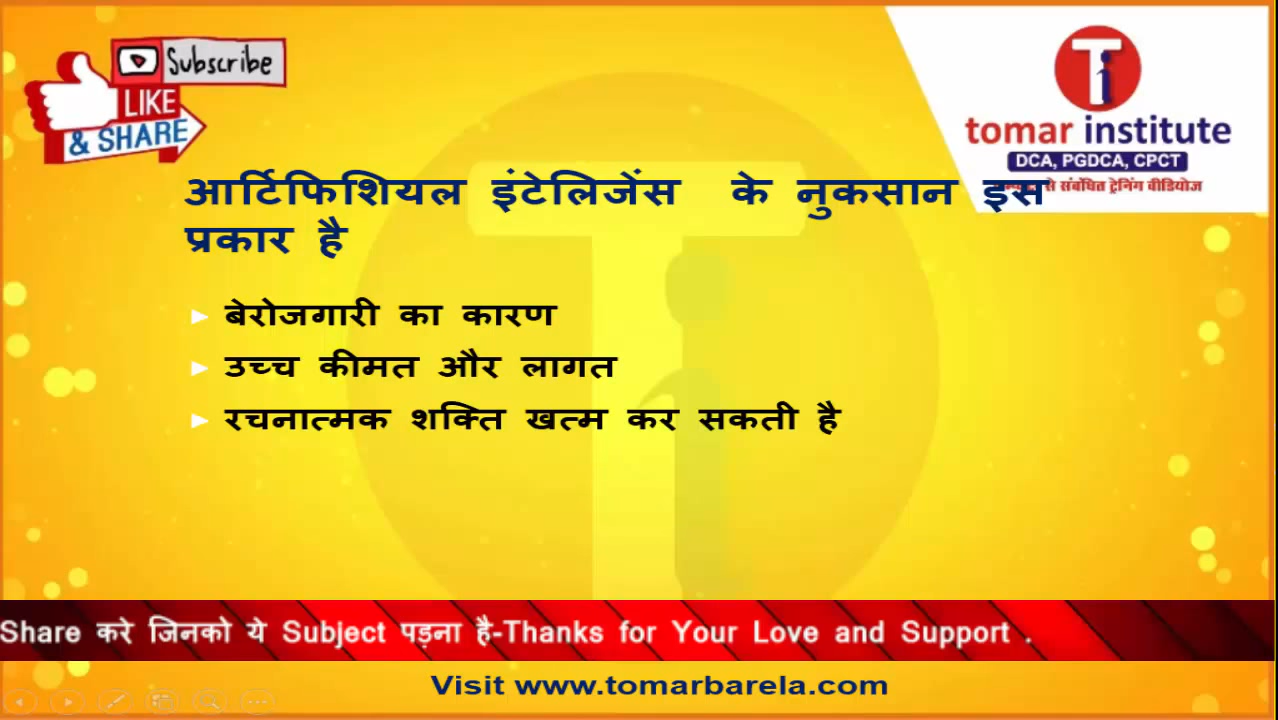 Subscribe
LIKE
& SHARE
tomar institute
DCA, PGDCA, CPCT
से संबंधित ट्रेनिंग वीडियोज
आर्टिफिशियल इंटेलिजेंस के नुकसान इस
प्रकार है
बेरोजगारी का कारण
उच्च कीमत और लागत
रचनात्मक शक्ति खत्म कर सकती है
Share करे जिनको ये Subject पड़ना है-Thanks for Your Love and Support .
Visit www.tomarbarela.com